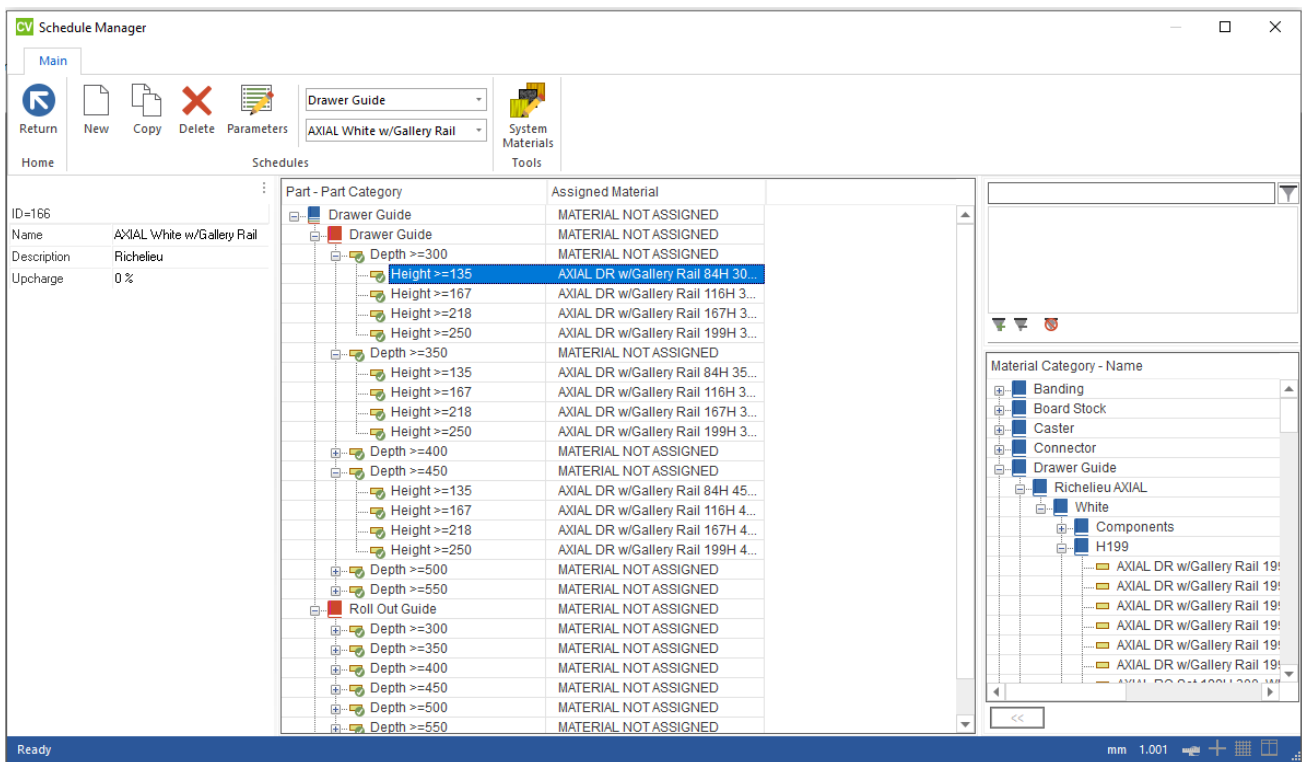 CV Schedule Manager
Main
Return
New
Copy
Delete
Parameters
Drawer Guide
AXIAL White w/Gallery Rail
System Materials
Home
Schedules
Tools
ID=166
Name AXIAL White w/Gallery Rail
Description Richelieu
Upcharge 0 %
Part - Part Category Assigned Material
Drawer Guide MATERIAL NOT ASSIGNED
Drawer Guide MATERIAL NOT ASSIGNED
Depth >=300 MATERIAL NOT ASSIGNED
Height >=135 AXIAL DR w/Gallery Rail 84H 30...
Height >=167 AXIAL DR w/Gallery Rail 116H 3...
Height >=218 AXIAL DR w/Gallery Rail 167H 3...
Height >=250 AXIAL DR w/Gallery Rail 199H 3...
Depth >=350 MATERIAL NOT ASSIGNED
Height >=135 AXIAL DR w/Gallery Rail 84H 35...
Height >=167 AXIAL DR w/Gallery Rail 116H 3...
Height >=218 AXIAL DR w/Gallery Rail 167H 3...
Height >=250 AXIAL DR w/Gallery Rail 199H 3...
Depth >=400 MATERIAL NOT ASSIGNED
Depth >=450 MATERIAL NOT ASSIGNED
Height >=135 AXIAL DR w/Gallery Rail 84H 45...
Height >=167 AXIAL DR w/Gallery Rail 116H 4...
Height >=218 AXIAL DR w/Gallery Rail 167H 4...
Height >=250 AXIAL DR w/Gallery Rail 199H 4...
Depth >=500 MATERIAL NOT ASSIGNED
Depth >=550 MATERIAL NOT ASSIGNED
Roll Out Guide MATERIAL NOT ASSIGNED
Depth >=300 MATERIAL NOT ASSIGNED
Depth >=350 MATERIAL NOT ASSIGNED
Depth >=400 MATERIAL NOT ASSIGNED
Depth >=450 MATERIAL NOT ASSIGNED
Depth >=500 MATERIAL NOT ASSIGNED
Depth >=550 MATERIAL NOT ASSIGNED
Material Category - Name
Banding
Board Stock
Caster
Connector
Drawer Guide
Richelieu AXIAL
White
Components
H199
AXIAL DR w/Gallery Rail 199
AXIAL DR w/Gallery Rail 199
AXIAL DR w/Gallery Rail 199
AXIAL DR w/Gallery Rail 199
AXIAL DR w/Gallery Rail 199
AXIAL DR w/Gallery Rail 199
<<
Ready
mm 1.001